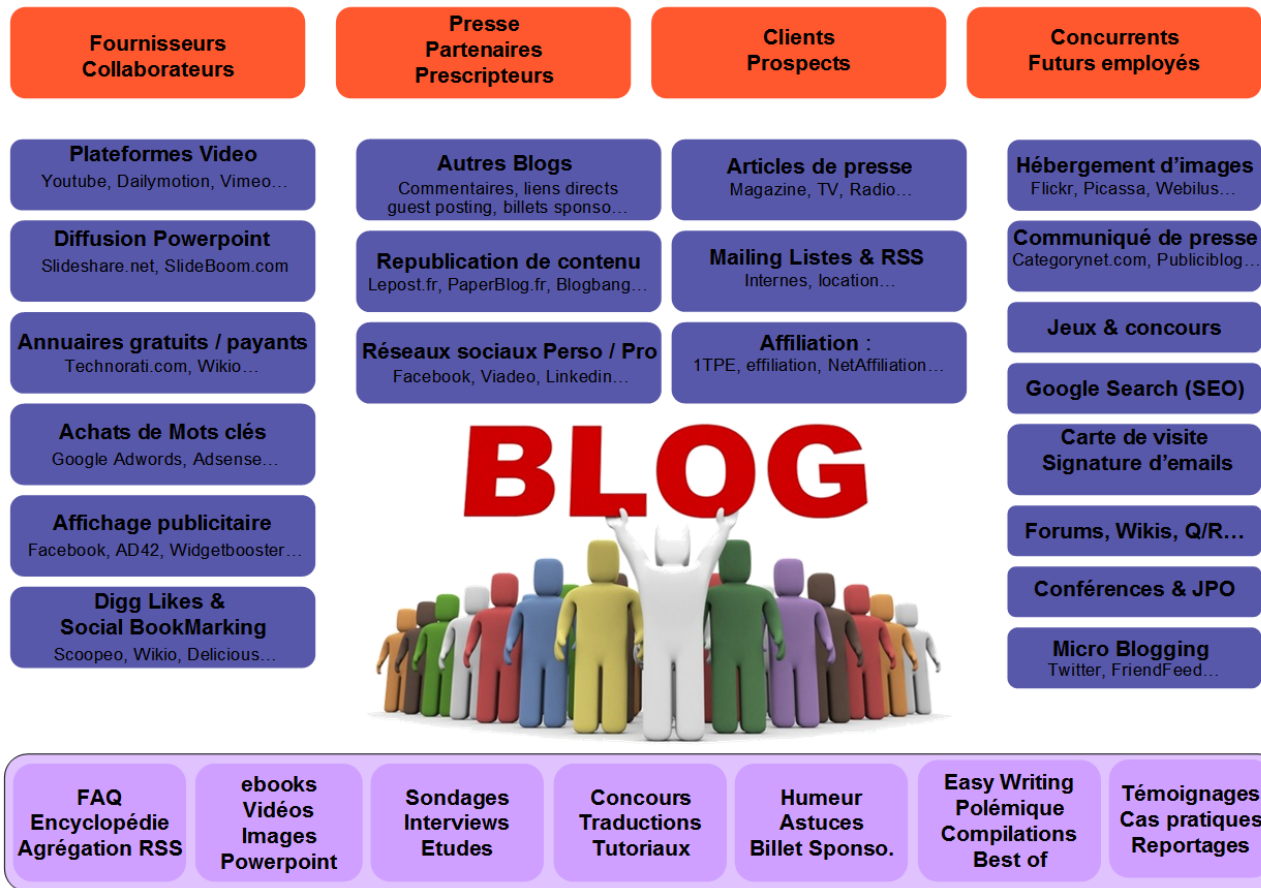 Fournisseurs
Collaborateurs
Presse
Partenaires
Prescripteurs
Clients
Prospects
Concurrents
Futurs employés
Plateformes Video
Youtube, Dailymotion, Vimeo…
Diffusion Powerpoint
Slideshare.net, SlideBoom.com
Annuaires gratuits / payants
Technorati.com, Wikio…
Achats de Mots clés
Google Adwords, Adsense…
Affichage publicitaire
Facebook, AD42, Widgetbooster…
Digg Likes &
Social BookMarking
Scoopeo, Wikio, Delicious…
Autres Blogs
Commentaires, liens directs
guest posting, billets sponso…
Republication de contenu
Lepost.fr, PaperBlog.fr, Blogbang…
Réseaux sociaux Perso / Pro
Facebook, Viadeo, Linkedin…
Articles de presse
Magazine, TV, Radio…
Mailing Listes & RSS
Internes, location…
Affiliation :
1TPE, effiliation, NetAffiliation…
Hébergement d’images
Flickr, Picassa, Webilus…
Communiqué de presse
Categorynet.com, Publiciblog…
Jeux & concours
Google Search (SEO)
Carte de visite
Signature d’emails
Forums, Wikis, Q/R…
Conférences & JPO
Micro Blogging
Twitter, FriendFeed…
BLOG
FAQ
Encyclopédie
Agrégation RSS
ebooks
Vidéos
Images
Powerpoint
Sondages
Interviews
Etudes
Concours
Traductions
Tutoriaux
Humeur
Astuces
Billet Sponso.
Easy Writing
Polémique
Compilations
Best of
Témoignages
Cas pratiques
Reportages